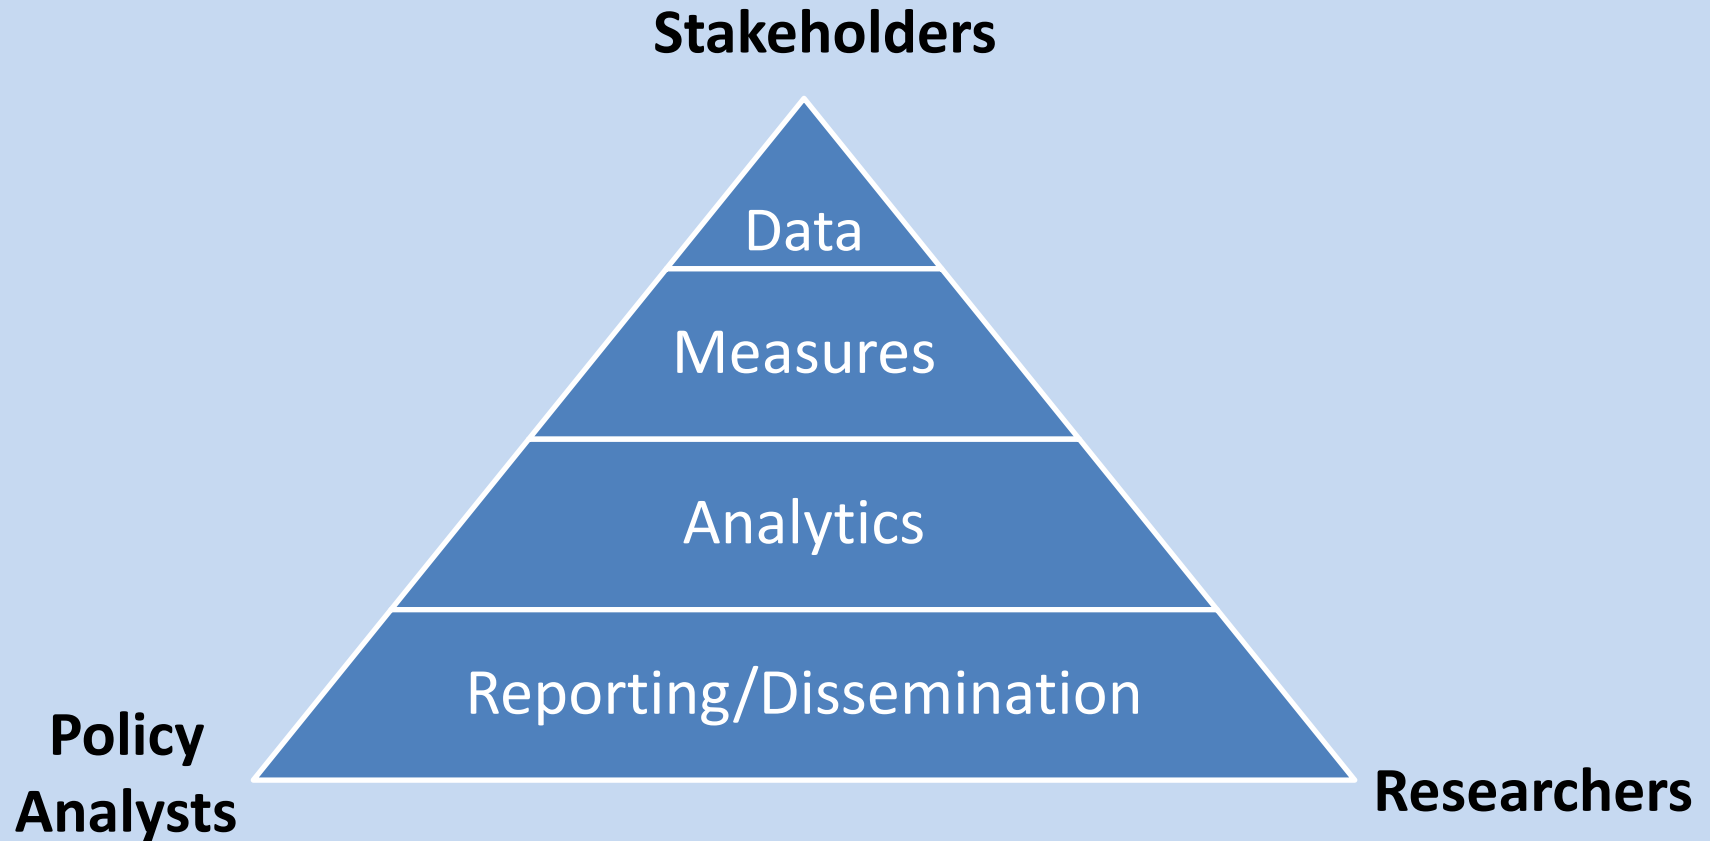 Stakeholders
Data
Measures
Analytics
Reporting/Dissemination
Policy
Analysts
Researchers